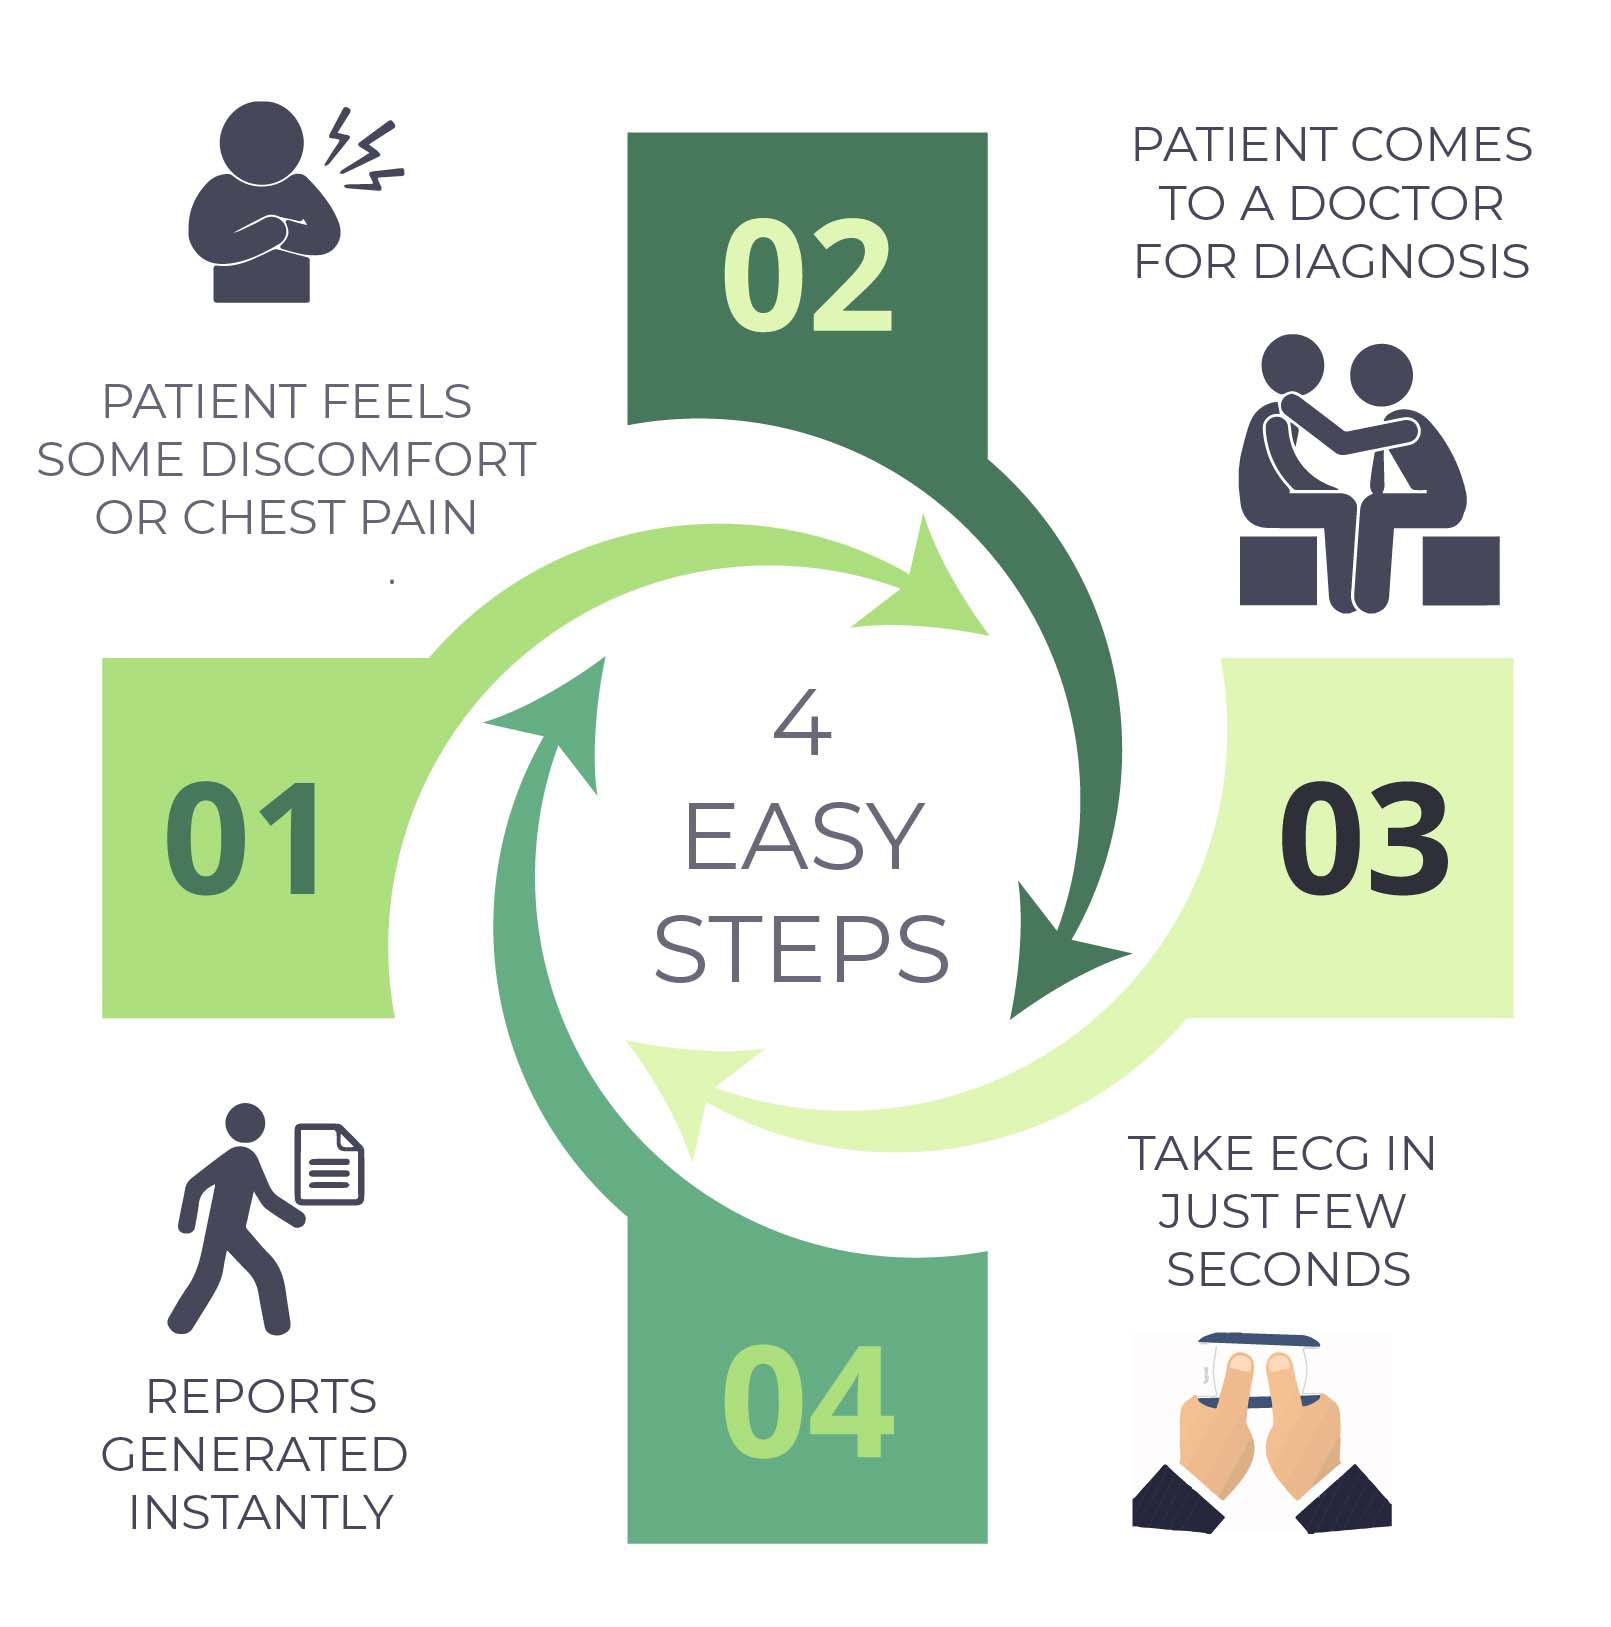 PATIENT FEELS
SOME DISCOMFORT
OR CHEST PAIN
.
01
02
PATIENT COMES
TO A DOCTOR
FOR DIAGNOSIS
4
EASY
STEPS
03
TAKE ECG IN
JUST FEW
SECONDS
04
REPORTS
GENERATED
INSTANTLY